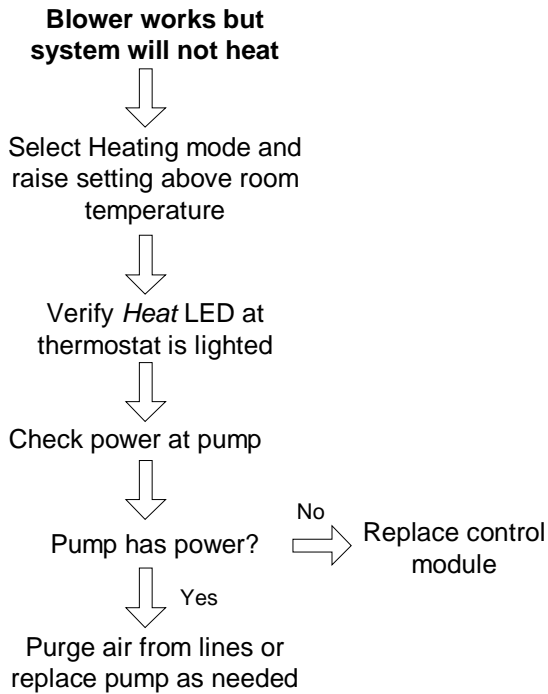 Blower works but
system will not heat
Select Heating mode and
raise setting above room
temperature
Verify Heat LED at
thermostat is lighted
Check power at pump
Pump has power?
No
Replace control
module
Yes
Purge air from lines or
replace pump as needed